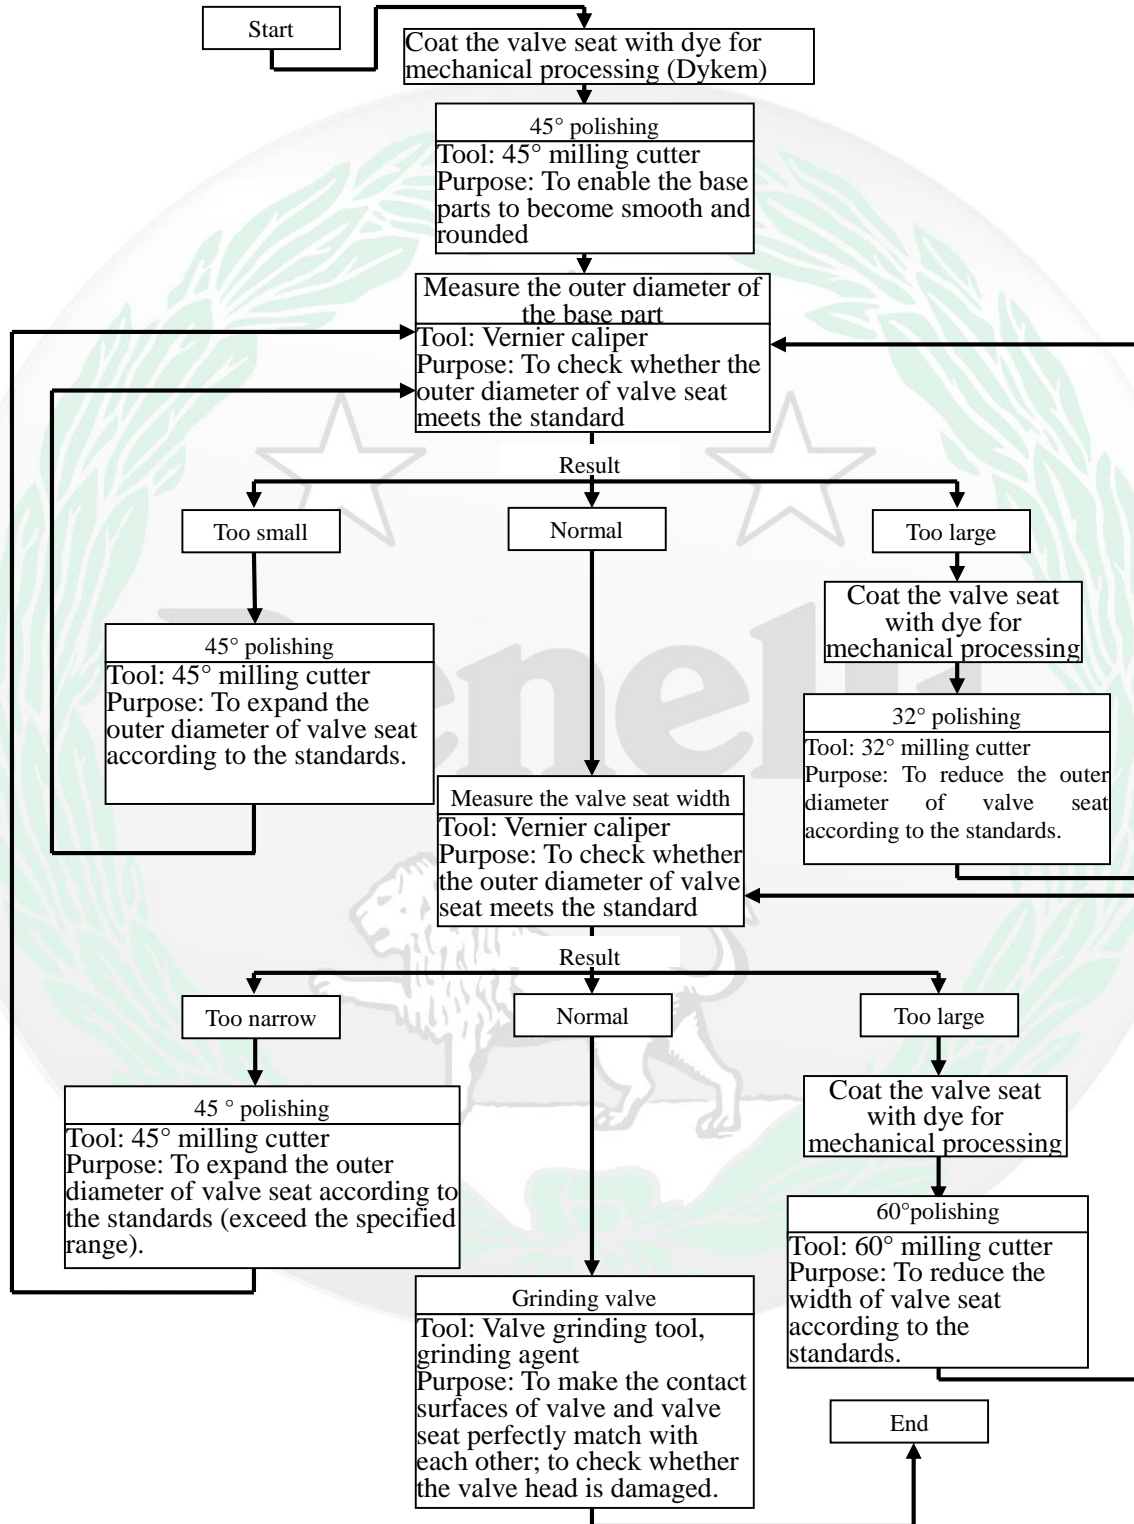 Start
Coat the valve seat with dye for
mechanical processing (Dykem)
45° polishing
Tool: 45° milling cutter
Purpose: To enable the base
parts to become smooth and
rounded
Measure the outer diameter of
the base part
Tool: Vernier caliper
Purpose: To check whether the
outer diameter of valve seat
meets the standard
Result
Too small
Normal
Too large
Coat the valve seat
with dye for
mechanical processing
45° polishing
Tool: 45° milling cutter
Purpose: To expand the
outer diameter of valve seat
according to the standards.
32° polishing
Tool: 32° milling cutter
Purpose: To reduce the outer
diameter of valve seat
according to the standards.
Measure the valve seat width
Tool: Vernier caliper
Purpose: To check whether
the outer diameter of valve
seat meets the standard
Result
Too narrow
Normal
Too large
Coat the valve seat
with dye for
mechanical processing
45 ° polishing
Tool: 45° milling cutter
Purpose: To expand the outer
diameter of valve seat according to
the standards (exceed the specified
range).
60°polishing
Tool: 60° milling cutter
Purpose: To reduce the
width of valve seat
according to the
standards.
Grinding valve
Tool: Valve grinding tool,
grinding agent
Purpose: To make the contact
surfaces of valve and valve
seat perfectly match with
each other; to check whether
the valve head is damaged.
End
Benelli